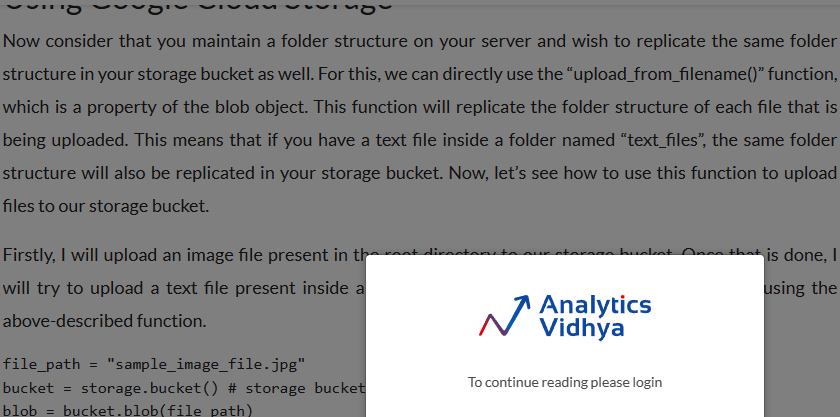 Using Google Cloud Storage
Now consider that you maintain a folder structure on your server and wish to replicate the same folder
structure in your storage bucket as well. For this, we can directly use the “upload_from_filename()” function,
which is a property of the blob object. This function will replicate the folder structure of each file that is
being uploaded. This means that if you have a text file inside a folder named “text_files”, the same folder
structure will also be replicated in your storage bucket. Now, let’s see how to use this function to upload
files to our storage bucket.
Firstly, I will upload an image file present in the root directory to our storage bucket. Once that is done, I
will try to upload a text file present inside a using the
above-described function.
file_path = "sample_image_file.jpg"
bucket = storage.bucket() # storage bucket
blob = bucket.blob(file_path)
Analytics
Vidhya
To continue reading please login